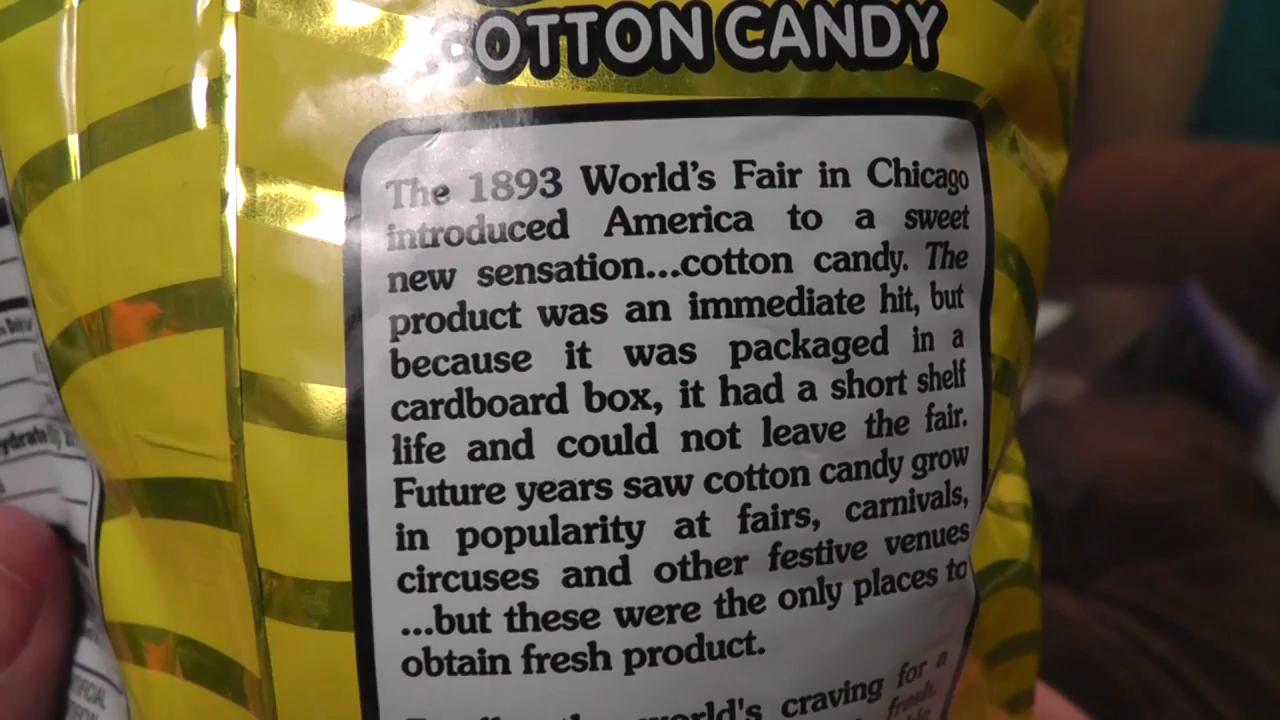 COTTON CANDY
The 1893 World's Fair in Chicago
introduced America to a sweet
new sensation...cotton candy. The
product was an immediate hit, but
because it was packaged in a
cardboard box, it had a short shelf
life and could not leave the fair.
Future years saw cotton candy grow
in popularity at fairs, carnivals,
circuses and other festive venues
...but these were the only places to
obtain fresh product.
world's craving for a
fresh,